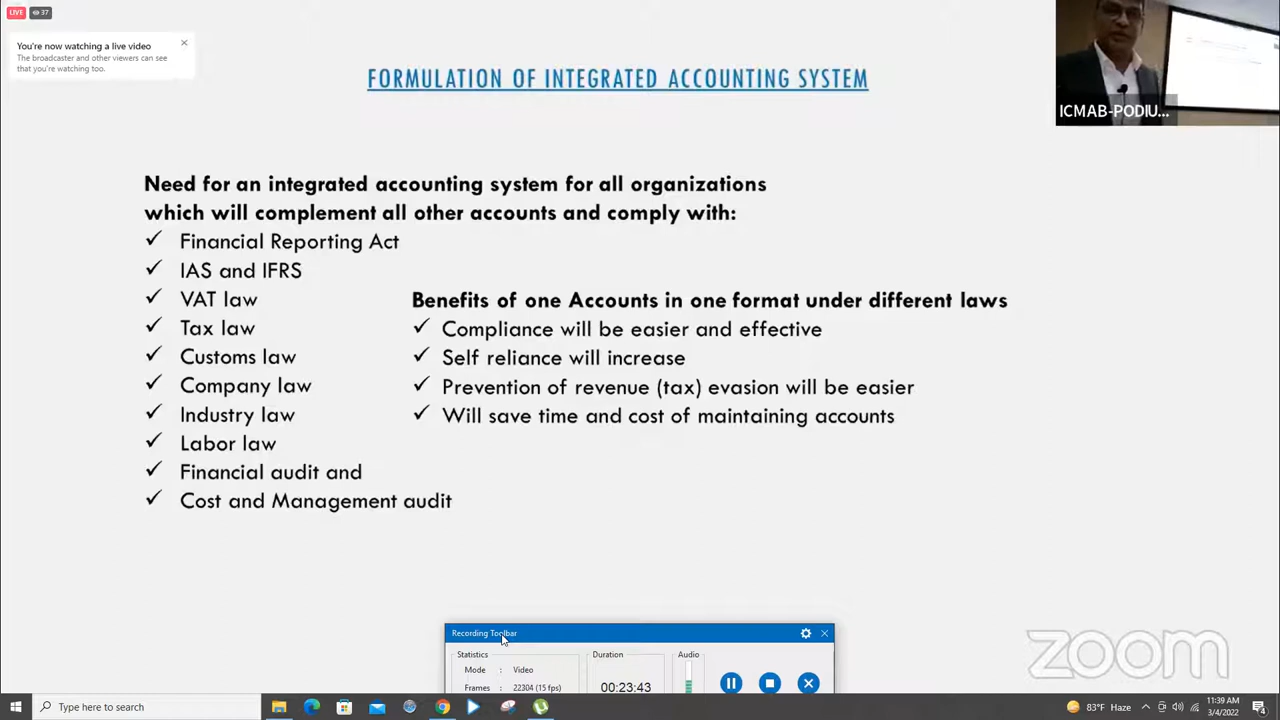 LIVE
37
You're now watching a live video
The broadcaster and other viewers can see
that you're watching too.
FORMULATION OF INTEGRATED ACCOUNTING SYSTEM
ICMAB-PODIU...
Need for an integrated accounting system for all organizations
which will complement all other accounts and comply with:
✓ Financial Reporting Act
✓ IAS and IFRS
✓ VAT law
✓ Tax law
✓ Customs law
✓ Company law
✓ Industry law
✓ Labor law
✓ Financial audit and
✓ Cost and Management audit
Benefits of one Accounts in one format under different laws
✓ Compliance will be easier and effective
✓ Self reliance will increase
✓ Prevention of revenue (tax) evasion will be easier
✓ Will save time and cost of maintaining accounts
Recording Toolbar
Statistics
Mode : Video
Frames : 22304 (15 fps)
Duration
00:23:43
Audio
zoom
Type here to search
83°F Haze
11:39 AM
3/4/2022
4